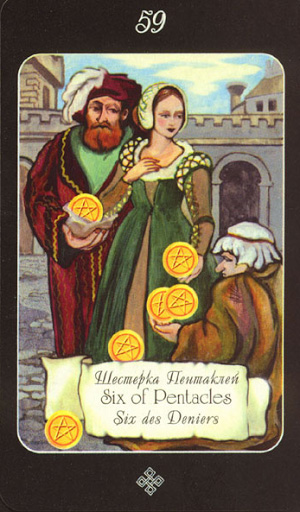 59
Шестерка Пентаклей
Six of Pentacles
Six des Deniers